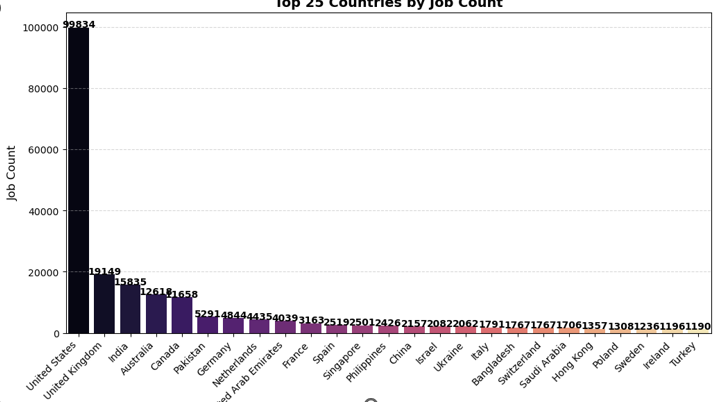 Top 25 Countries by Job Count
Job Count
100000
80000
60000
40000
20000
0
99834
19149
15835
12618
11658
5291
4844
4435
4039
3163
2519
2501
2426
2157
2082
2062
1791
1767
1767
1706
1357
1308
1236
1196
1190
United States
United Kingdom
India
Australia
Canada
Pakistan
Germany
Netherlands
ed Arab Emirates
France
Spain
Singapore
Philippines
China
Israel
Ukraine
Italy
Bangladesh
Switzerland
Saudi Arabia
Hong Kong
Poland
Sweden
Ireland
Turkey